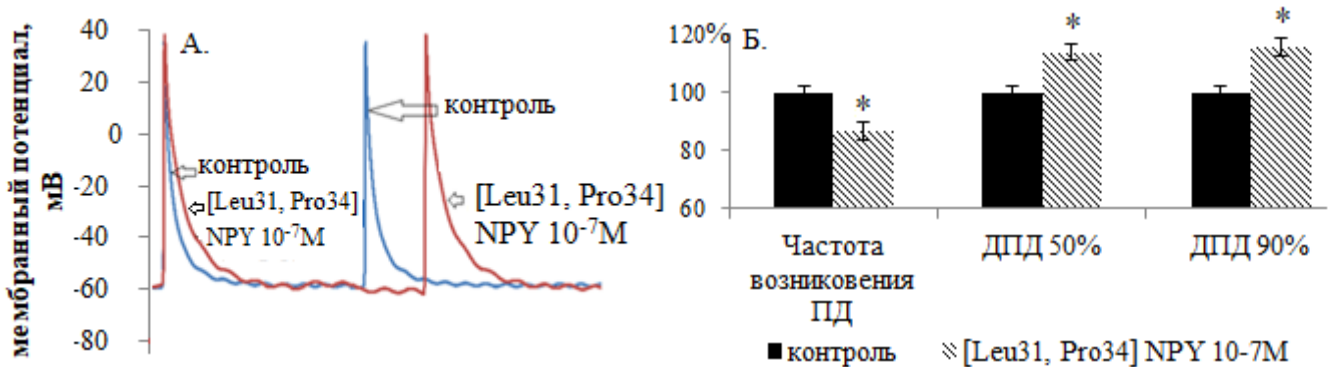 мембранный потенциал,
мВ
40
20
0
-20
-40
-60
-80
А.
контроль
контроль
[Leu31, Pro34]
NPY 10-7M
[Leu31, Pro34]
NPY 10-7M
120%
100
80
60
Б.
*
*
*
Частота
возниковения
ПД
ДПД 50%
ДПД 90%
контроль
[Leu31, Pro34] NPY 10-7M